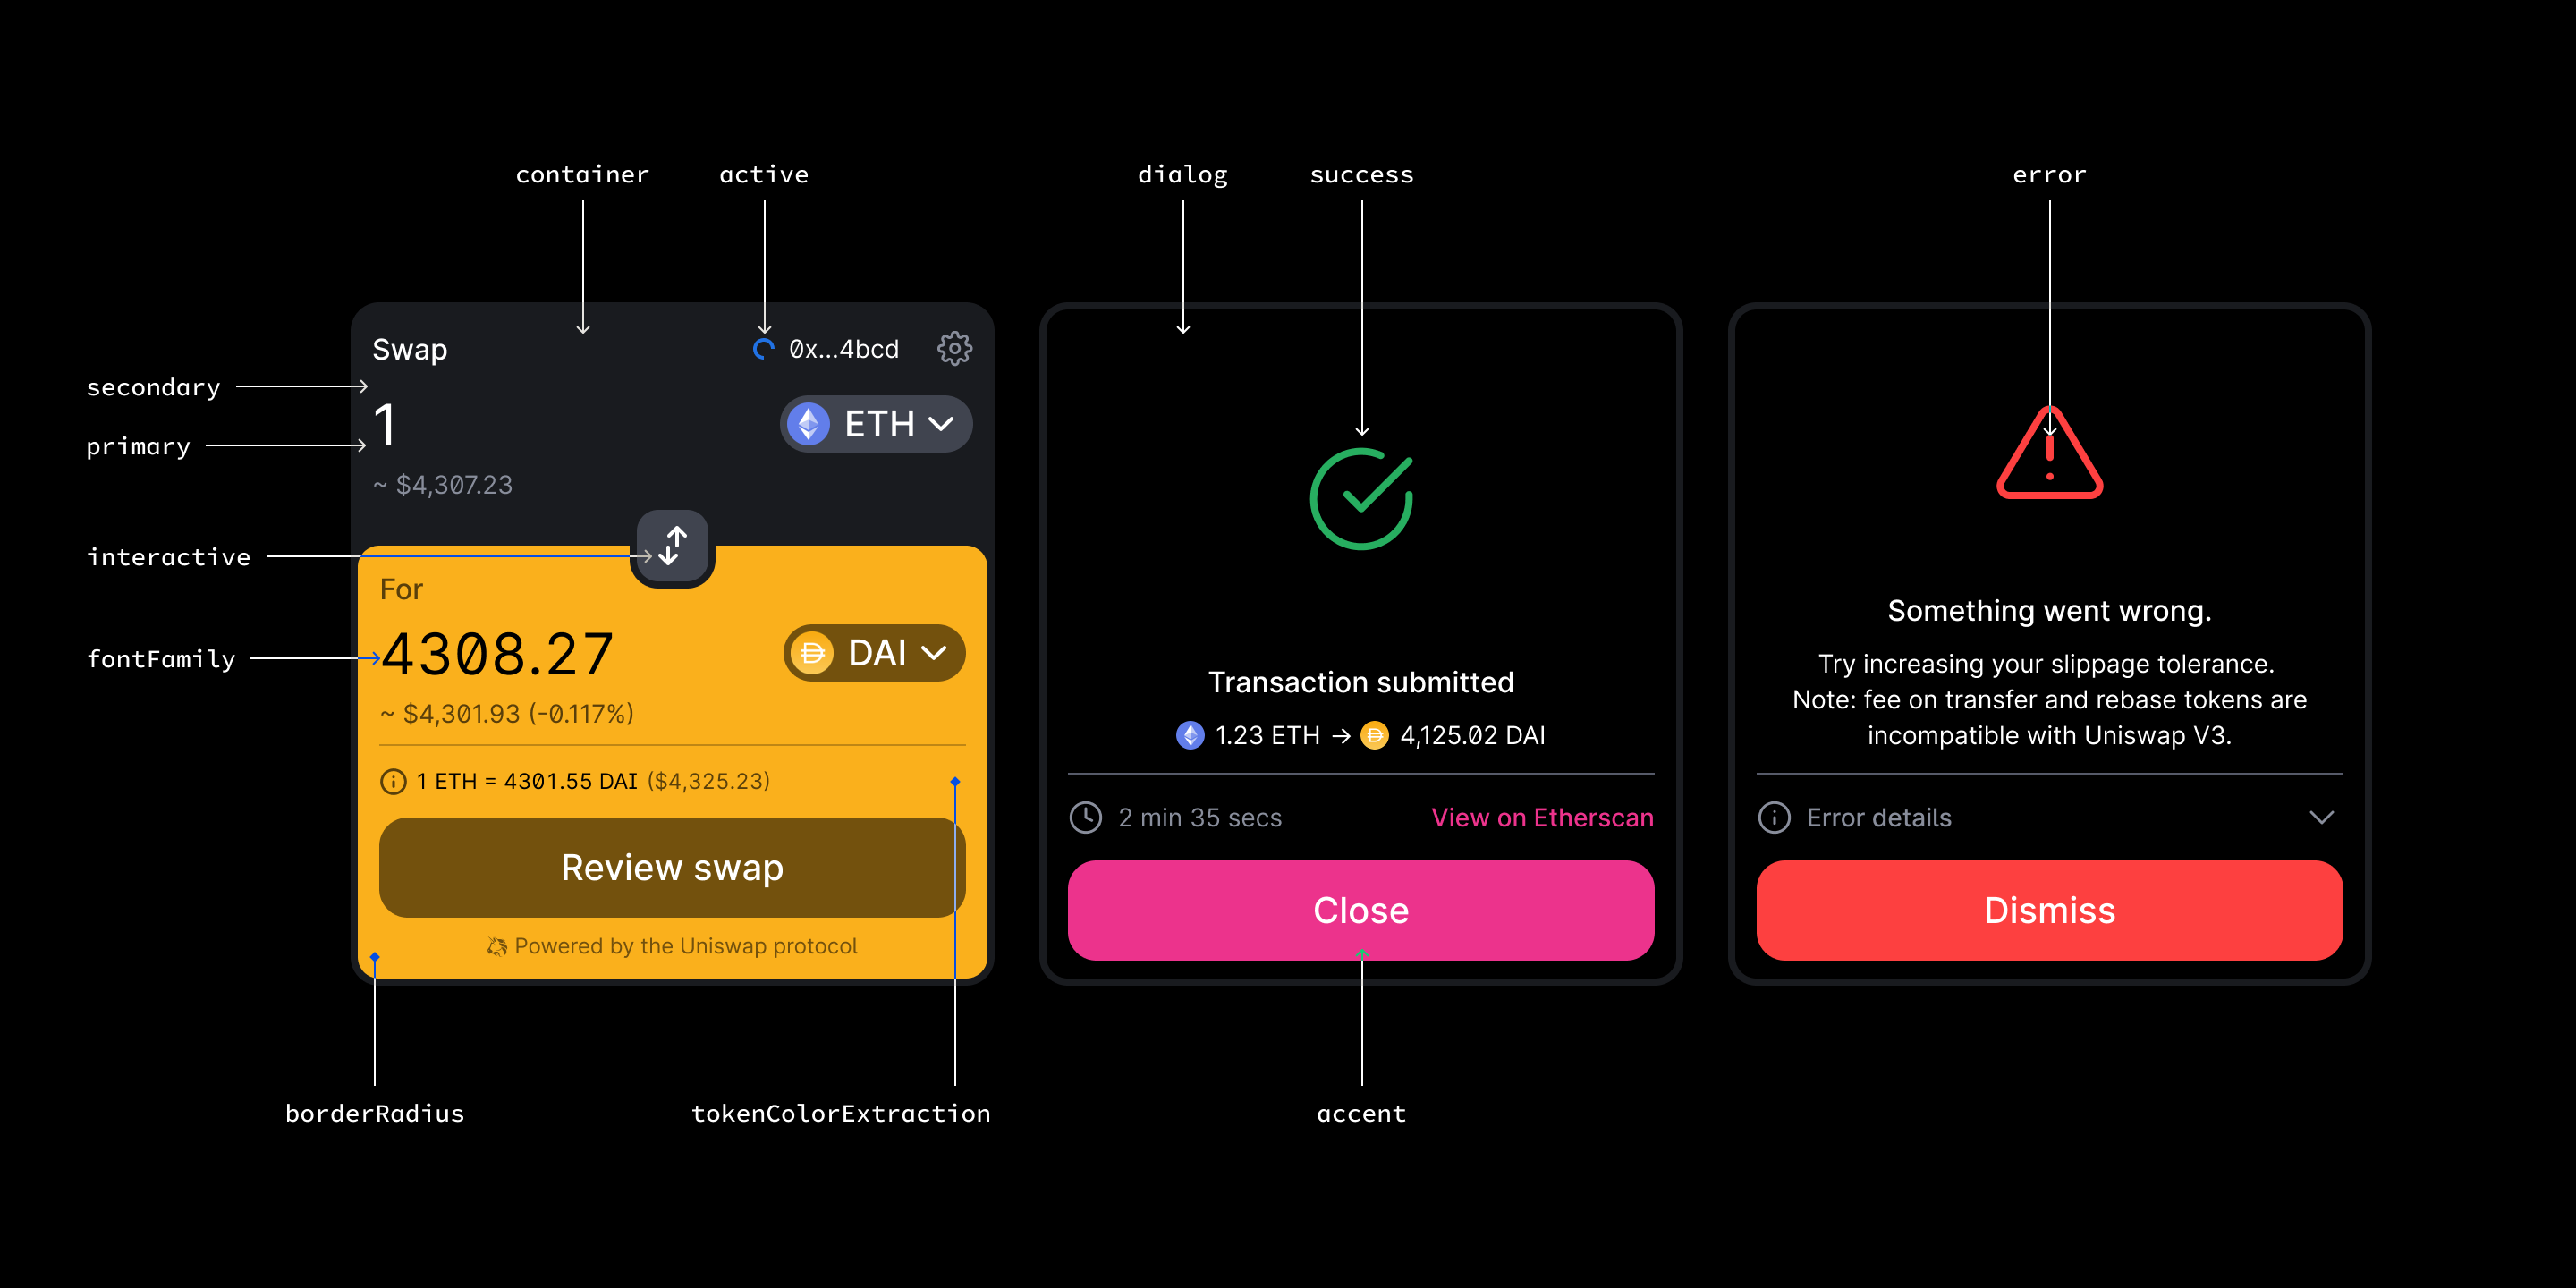 container
active
dialog
success
error
secondary
primary
interactive
fontFamily
Swap
0x...4bcd
1
ETH
~ $4,307.23
For
4308.27
DAI
~ $4,301.93 (-0.117%)
1 ETH = 4301.55 DAI ($4,325.23)
Review swap
Powered by the Uniswap protocol
Transaction submitted
1.23 ETH → 4,125.02 DAI
2 min 35 secs
View on Etherscan
Close
Something went wrong.
Try increasing your slippage tolerance.
Note: fee on transfer and rebase tokens are
incompatible with Uniswap V3.
Error details
Dismiss
borderRadius
tokenColorExtraction
accent